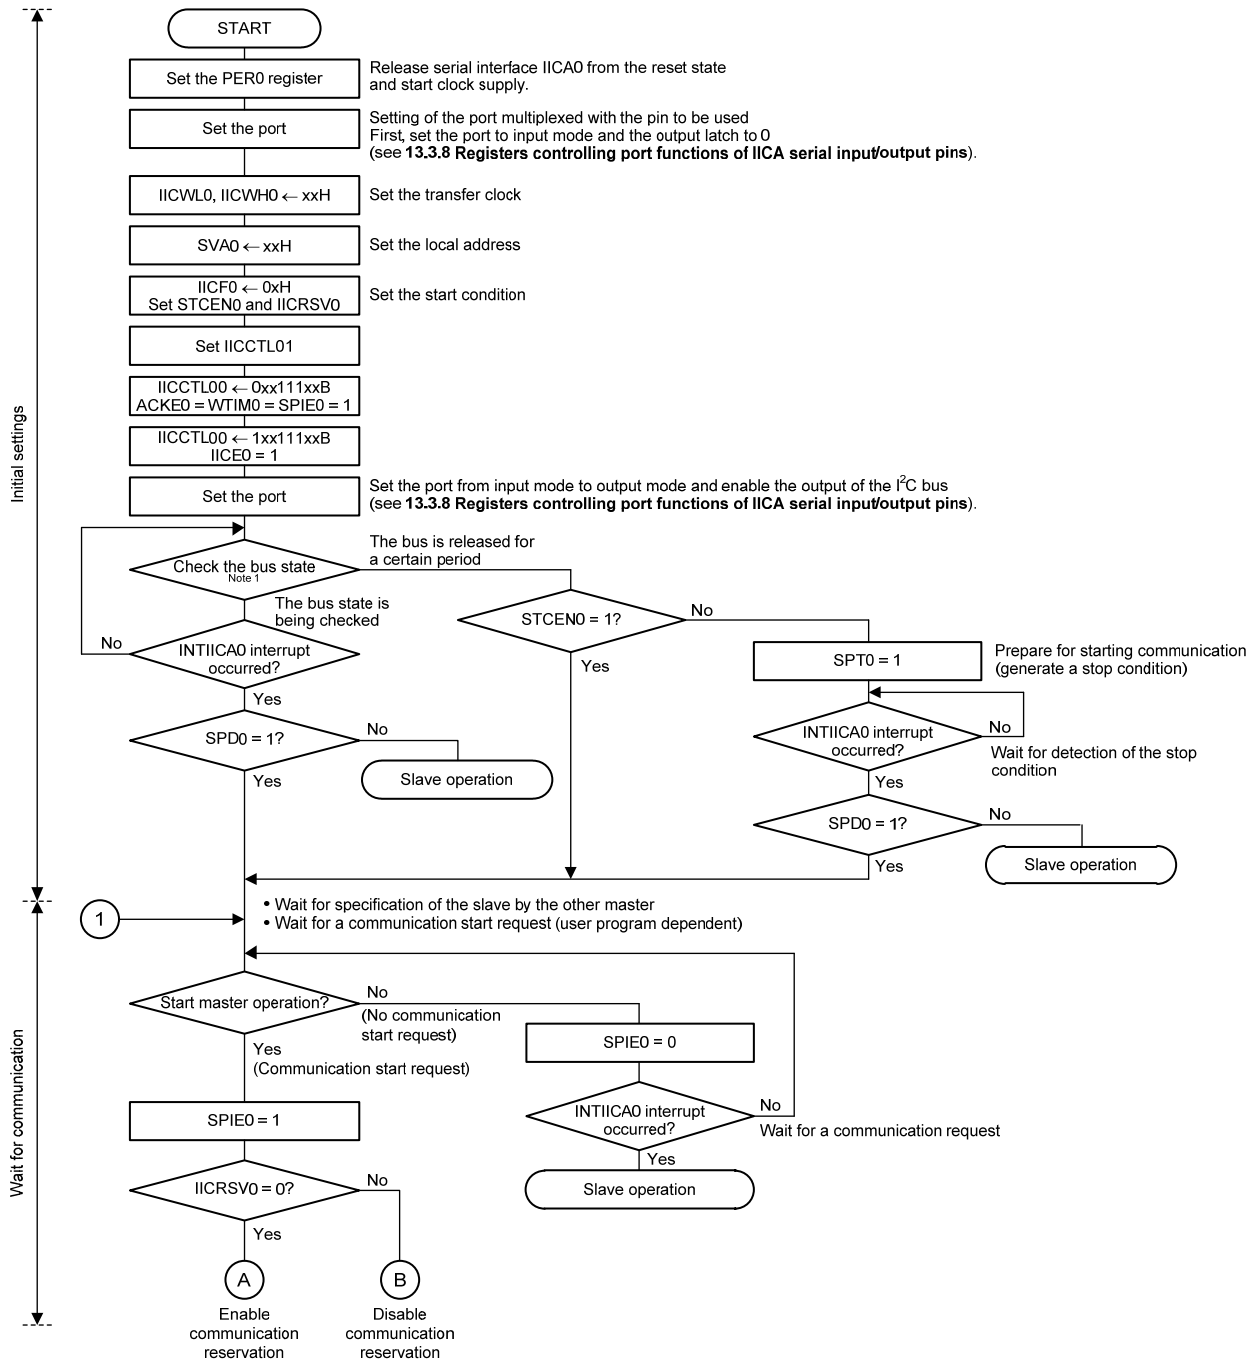 START
Set the PER0 register
Release serial interface IICA0 from the reset state
and start clock supply.
Set the port
Setting of the port multiplexed with the pin to be used
First, set the port to input mode and the output latch to 0
(see 13.3.8 Registers controlling port functions of IICA serial input/output pins).
IICWL0, IICWH0 ← xxH
Set the transfer clock
SVA0 ← xxH
Set the local address
IICF0 ← 0xH
Set STCEN0 and IICRSV0
Set the start condition
Set IICCTL01
IICCTL00 ← 0xx111xxB
ACKE0 = WTIM0 = SPIE0 = 1
IICCTL00 ← 1xx111xxB
IICE0 = 1
Set the port
Set the port from input mode to output mode and enable the output of the I²C bus
(see 13.3.8 Registers controlling port functions of IICA serial input/output pins).
Initial settings
The bus is released for
a certain period
Check the bus state
Note 1
The bus state is
being checked
STCEN0 = 1?
No
Yes
No
INTIICA0 interrupt
occurred?
Yes
SPT0 = 1
Prepare for starting communication
(generate a stop condition)
SPD0 = 1?
No
Yes
Slave operation
INTIICA0 interrupt
occurred?
No
Wait for detection of the stop
condition
Yes
SPD0 = 1?
No
Yes
Slave operation
1
• Wait for specification of the slave by the other master
• Wait for a communication start request (user program dependent)
Wait for communication
Start master operation?
No
(No communication
start request)
Yes
(Communication start request)
SPIE0 = 0
INTIICA0 interrupt
occurred?
No
Wait for a communication request
Yes
Slave operation
SPIE0 = 1
IICRSV0 = 0?
No
Yes
A
B
Enable
communication
reservation
Disable
communication
reservation